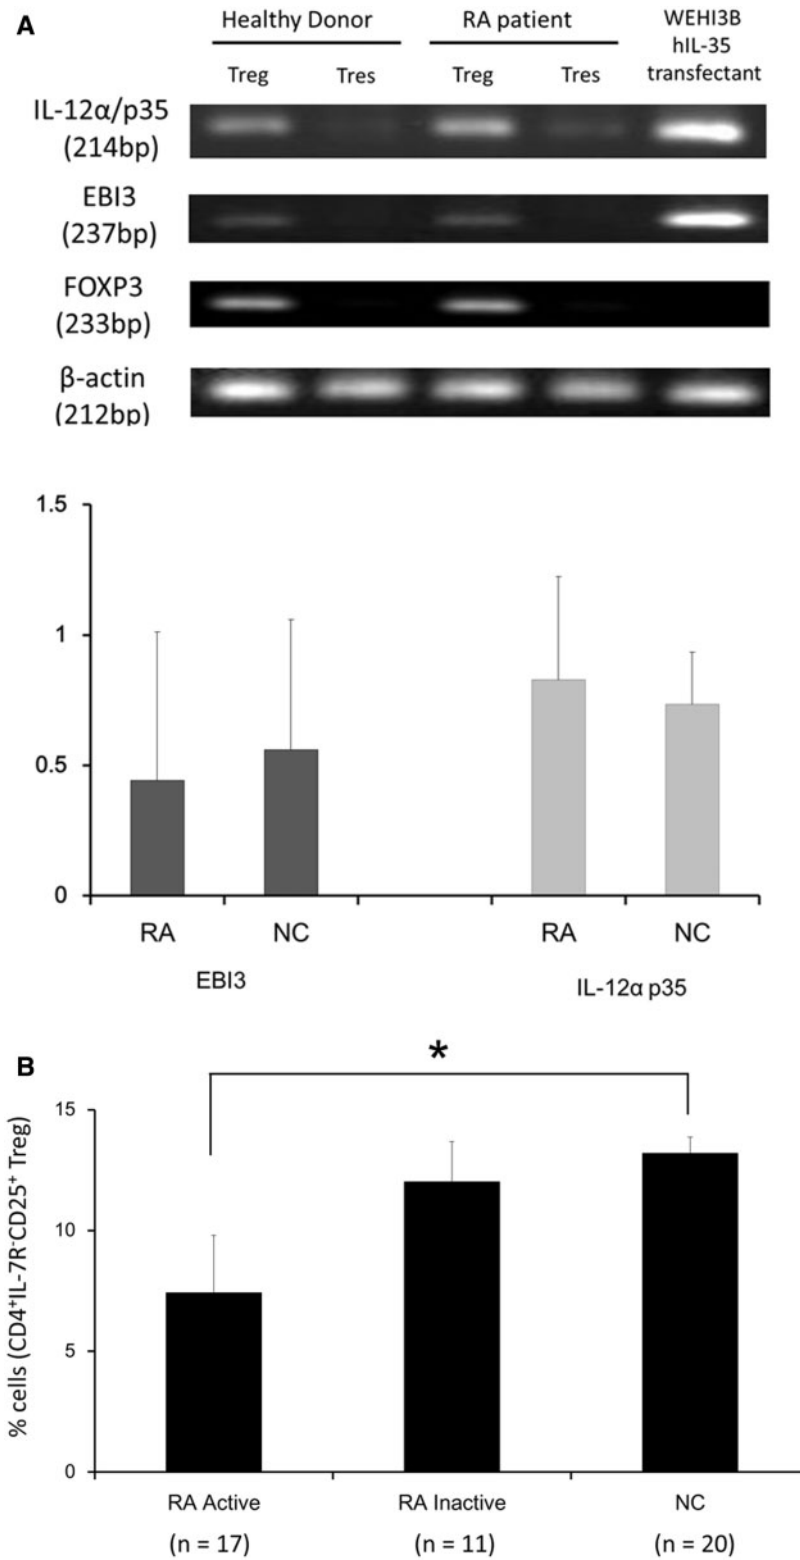 A
Healthy Donor RA patient WEHI3B
hIL-35
transfectant
Treg Tres Treg Tres
IL-12α/p35
(214bp)
EBI3
(237bp)
FOXP3
(233bp)
β-actin
(212bp)
1.5
1
0.5
0
RA NC RA NC
EBI3 IL-12α p35
B
*
% cells (CD4⁺IL-7R⁻CD25⁺ Treg)
15
10
5
0
RA Active RA Inactive NC
(n = 17) (n = 11) (n = 20)